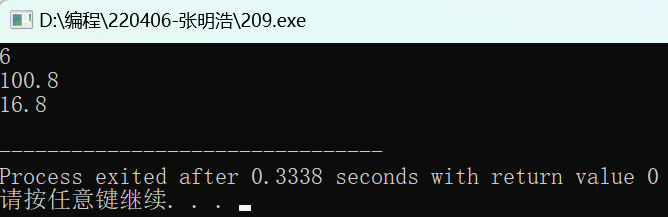 D:\编程\220406-张明浩\209.exe
6
100.8
16.8
--------------------------------
Process exited after 0.3338 seconds with return value 0
请按任意键继续. . .